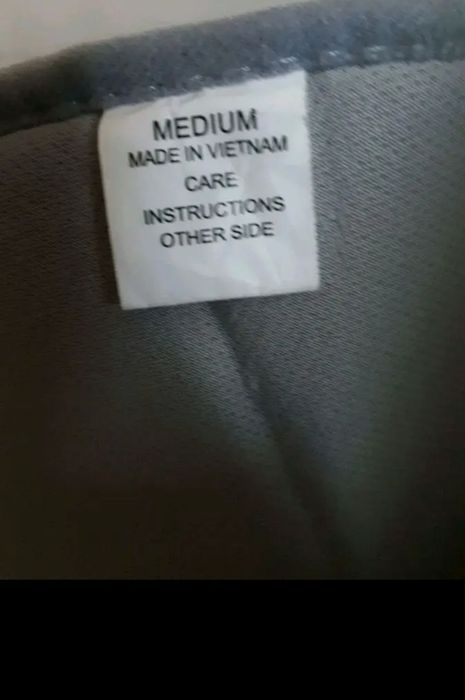 MEDIUM
MADE IN VIETNAM
CARE
INSTRUCTIONS
OTHER SIDE